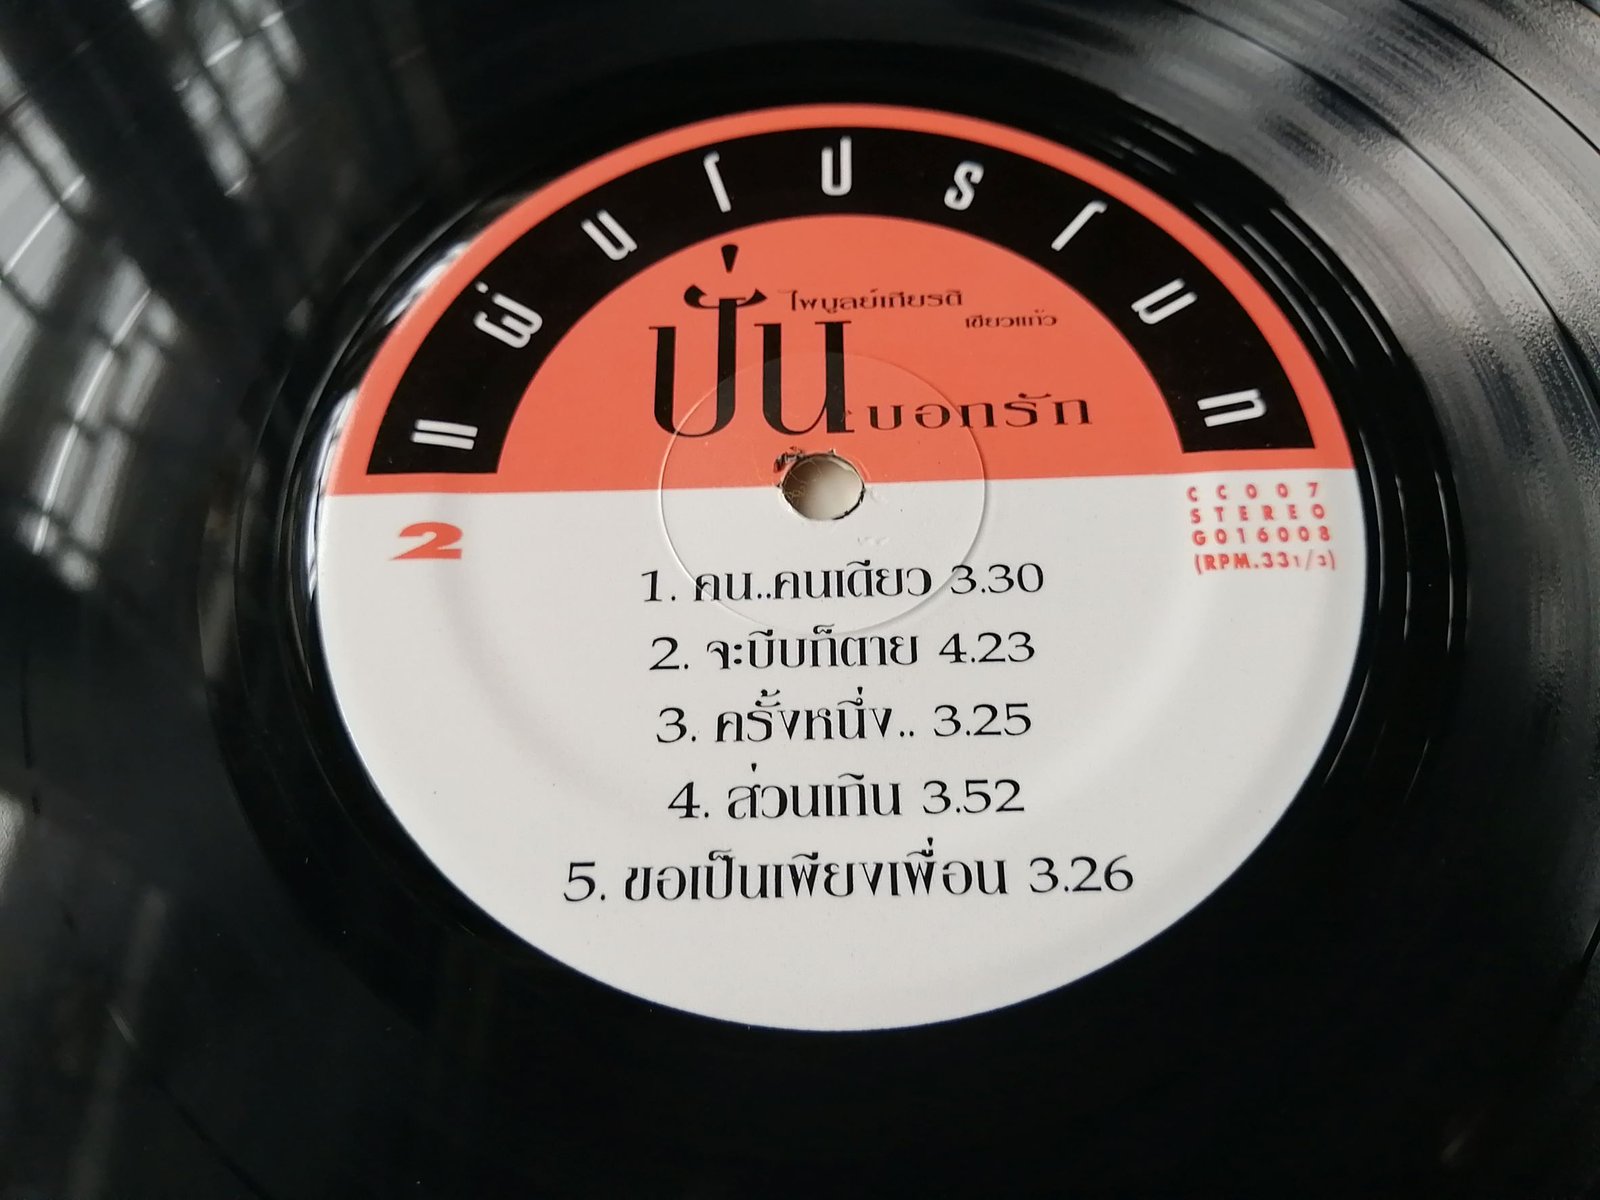 แผ่นโปรโมท
ไพบูลย์เกียรติ
เขียวแก้ว
ปั่น บอกรัก
2
CC007
STEREO
G016008
(RPM.33 1/3)
1. คน..คนเดียว 3.30
2. จะบีบก็ตาย 4.23
3. ครั้งหนึ่ง.. 3.25
4. ส่วนเกิน 3.52
5. ขอเป็นเพียงเพื่อน 3.26